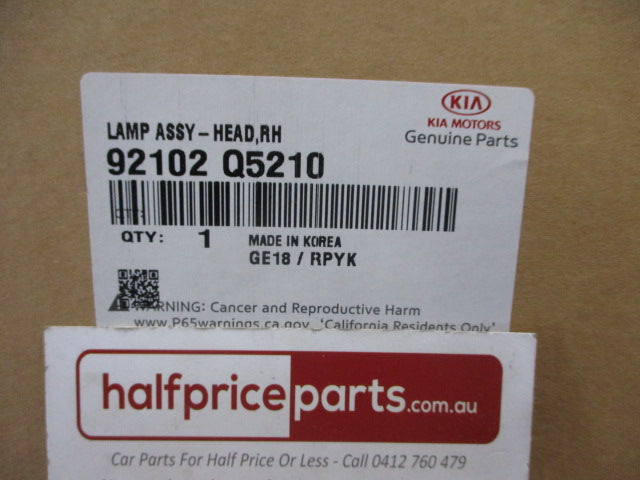 KIA
KIA MOTORS
Genuine Parts
LAMP ASSY-HEAD,RH
92102 Q5210
QTY: 1 MADE IN KOREA
GE18 / RPYK
WARNING: Cancer and Reproductive Harm
www.P65warnings.ca.gov 'California Residents Only'
halfpriceparts.com.au
Car Parts For Half Price Or Less - Call 0412 760 479